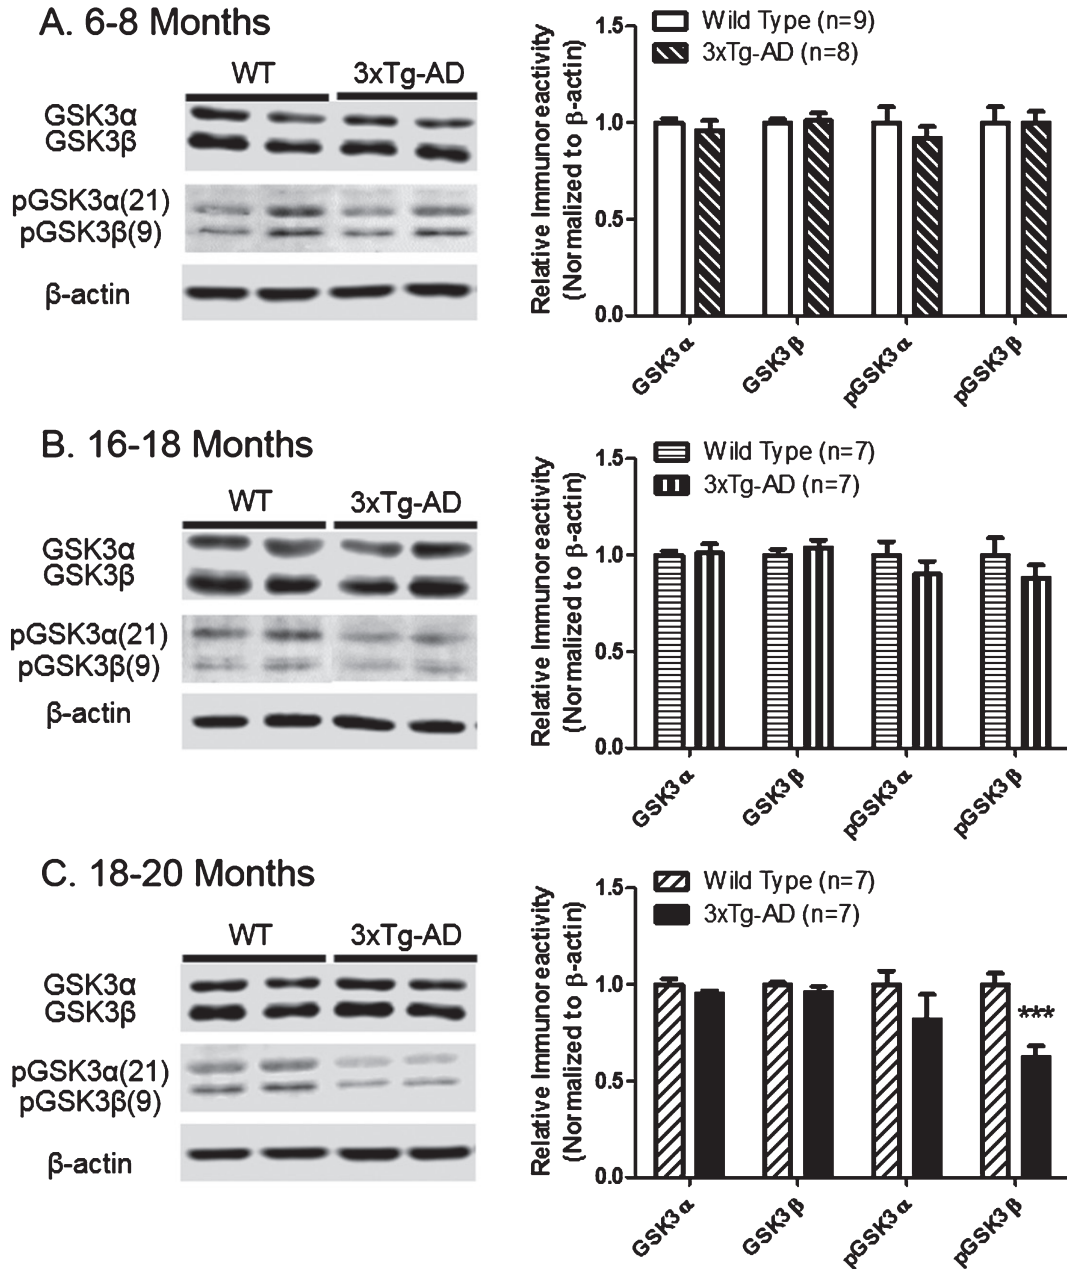 A. 6-8 Months
WT 3xTg-AD
GSK3α
GSK3β
pGSK3α(21)
pGSK3β(9)
β-actin
Relative Immunoreactivity
(Normalized to β-actin)
1.5
1.0
0.5
0.0
Wild Type (n=9)
3xTg-AD (n=8)
GSK3α
GSK3β
pGSK3α
pGSK3β
B. 16-18 Months
WT 3xTg-AD
GSK3α
GSK3β
pGSK3α(21)
pGSK3β(9)
β-actin
Relative Immunoreactivity
(Normalized to β-actin)
1.5
1.0
0.5
0.0
Wild Type (n=7)
3xTg-AD (n=7)
GSK3α
GSK3β
pGSK3α
pGSK3β
C. 18-20 Months
WT 3xTg-AD
GSK3α
GSK3β
pGSK3α(21)
pGSK3β(9)
β-actin
Relative Immunoreactivity
(Normalized to β-actin)
1.5
1.0
0.5
0.0
Wild Type (n=7)
3xTg-AD (n=7)
***
GSK3α
GSK3β
pGSK3α
pGSK3β